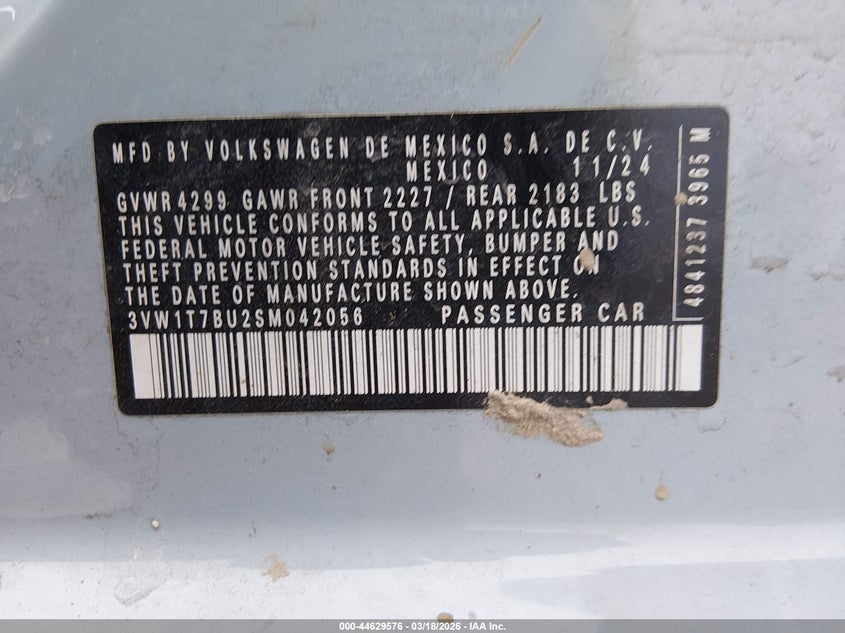 MFD BY VOLKSWAGEN DE MEXICO S.A. DE C.V.
MEXICO 11/24
GVWR 4299 GAWR FRONT 2227 / REAR 2183 LBS
THIS VEHICLE CONFORMS TO ALL APPLICABLE U.S.
FEDERAL MOTOR VEHICLE SAFETY, BUMPER AND
THEFT PREVENTION STANDARDS IN EFFECT ON
THE DATE OF MANUFACTURE SHOWN ABOVE.
3VW1T7BU2SM042056 PASSENGER CAR
4841237 3965 M
000-44629576 - 03/18/2026 - IAA Inc.